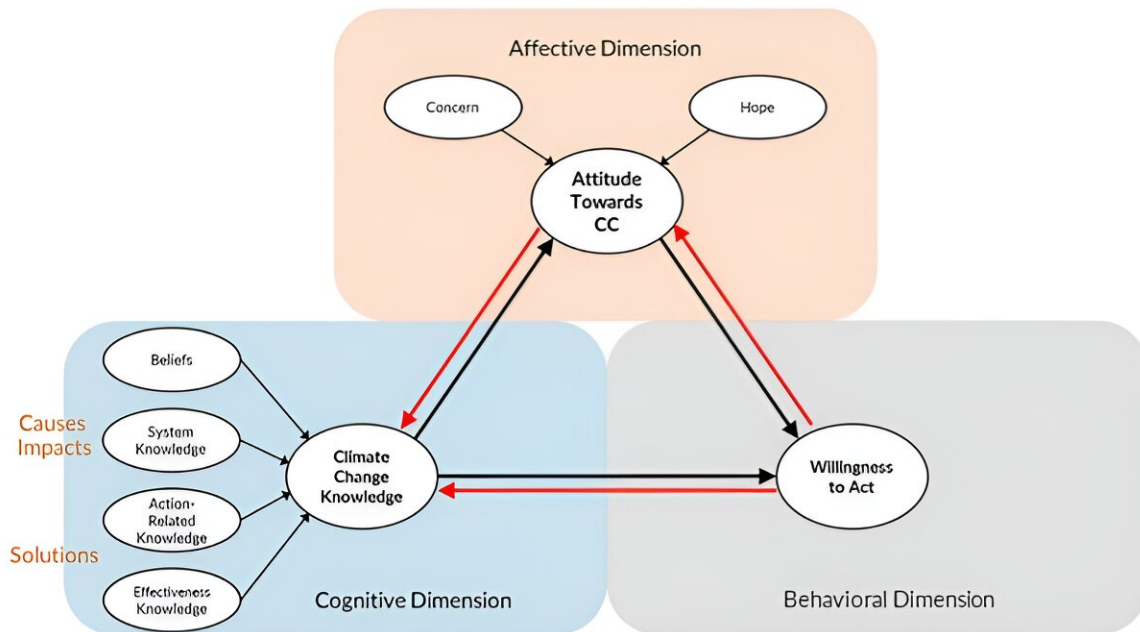 Affective Dimension
Concern
Hope
Attitude
Towards
CC
Beliefs
Causes
Impacts
System
Knowledge
Climate
Change
Knowledge
Willingness
to Act
Action-
Related
Knowledge
Solutions
Effectiveness
Knowledge
Cognitive Dimension
Behavioral Dimension